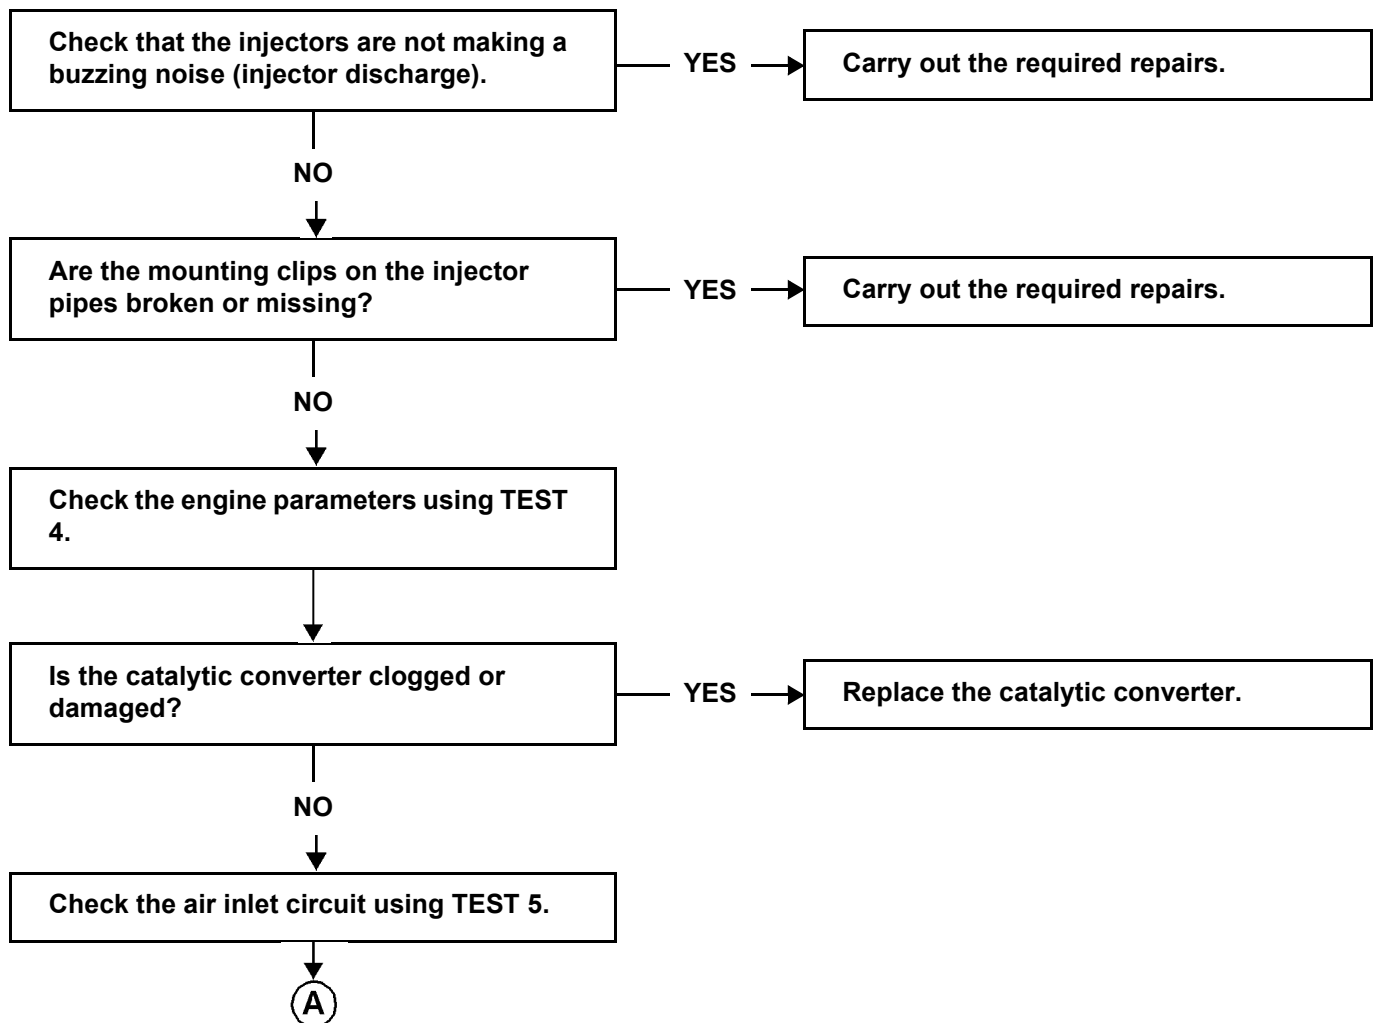 Check that the injectors are not making a
buzzing noise (injector discharge).
YES
Carry out the required repairs.
NO
Are the mounting clips on the injector
pipes broken or missing?
YES
Carry out the required repairs.
NO
Check the engine parameters using TEST
4.
Is the catalytic converter clogged or
damaged?
YES
Replace the catalytic converter.
NO
Check the air inlet circuit using TEST 5.
A